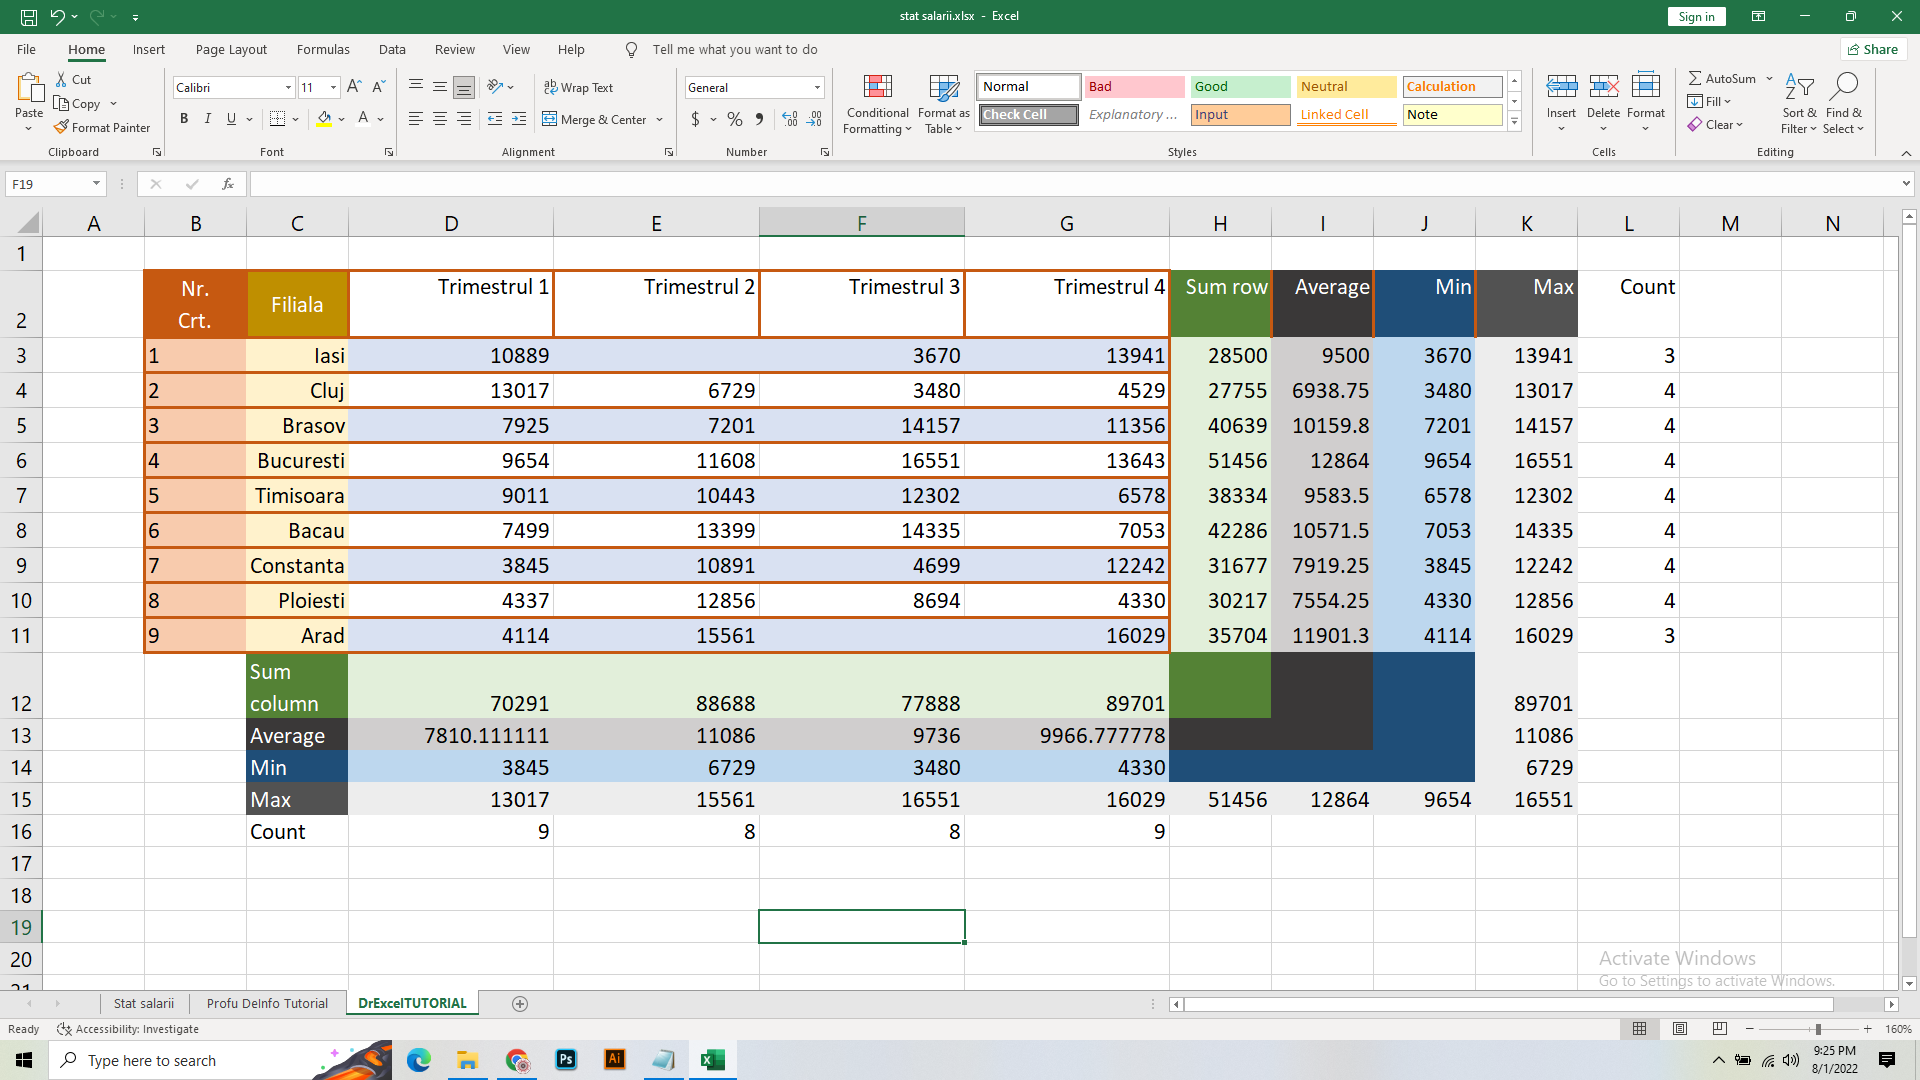 stat salarii.xlsx - Excel
Sign in
File Home Insert Page Layout Formulas Data Review View Help Tell me what you want to do Share
Paste
Cut
Copy
Format Painter
Clipboard
Calibri 11
B I U A
Font
Wrap Text
Merge & Center
Alignment
General
$ % 9
Number
Conditional Formatting
Format as Table
Normal Bad Good Neutral Calculation
Check Cell Explanatory ... Input Linked Cell Note
Styles
Insert Delete Format
Cells
AutoSum
Fill
Clear
Sort & Filter
Find & Select
Editing
F19 fx
A B C D E F G H I J K L M N
1
2 Nr. Crt. Filiala Trimestrul 1 Trimestrul 2 Trimestrul 3 Trimestrul 4 Sum row Average Min Max Count
3 1 Iasi 10889 3670 13941 28500 9500 3670 13941 3
4 2 Cluj 13017 6729 3480 4529 27755 6938.75 3480 13017 4
5 3 Brasov 7925 7201 14157 11356 40639 10159.8 7201 14157 4
6 4 Bucuresti 9654 11608 16551 13643 51456 12864 9654 16551 4
7 5 Timisoara 9011 10443 12302 6578 38334 9583.5 6578 12302 4
8 6 Bacau 7499 13399 14335 7053 42286 10571.5 7053 14335 4
9 7 Constanta 3845 10891 4699 12242 31677 7919.25 3845 12242 4
10 8 Ploiesti 4337 12856 8694 4330 30217 7554.25 4330 12856 4
11 9 Arad 4114 15561 16029 35704 11901.3 4114 16029 3
12 Sum column 70291 88688 77888 89701 89701
13 Average 7810.111111 11086 9736 9966.777778 11086
14 Min 3845 6729 3480 4330 6729
15 Max 13017 15561 16551 16029 51456 12864 9654 16551
16 Count 9 8 8 9
17
18
19
20
21
Activate Windows
Go to Settings to activate Windows.
Stat salarii Profu DeInfo Tutorial DrExcelTUTORIAL
Ready Accessibility: Investigate 160%
Type here to search
Ps Ai
9:25 PM
8/1/2022